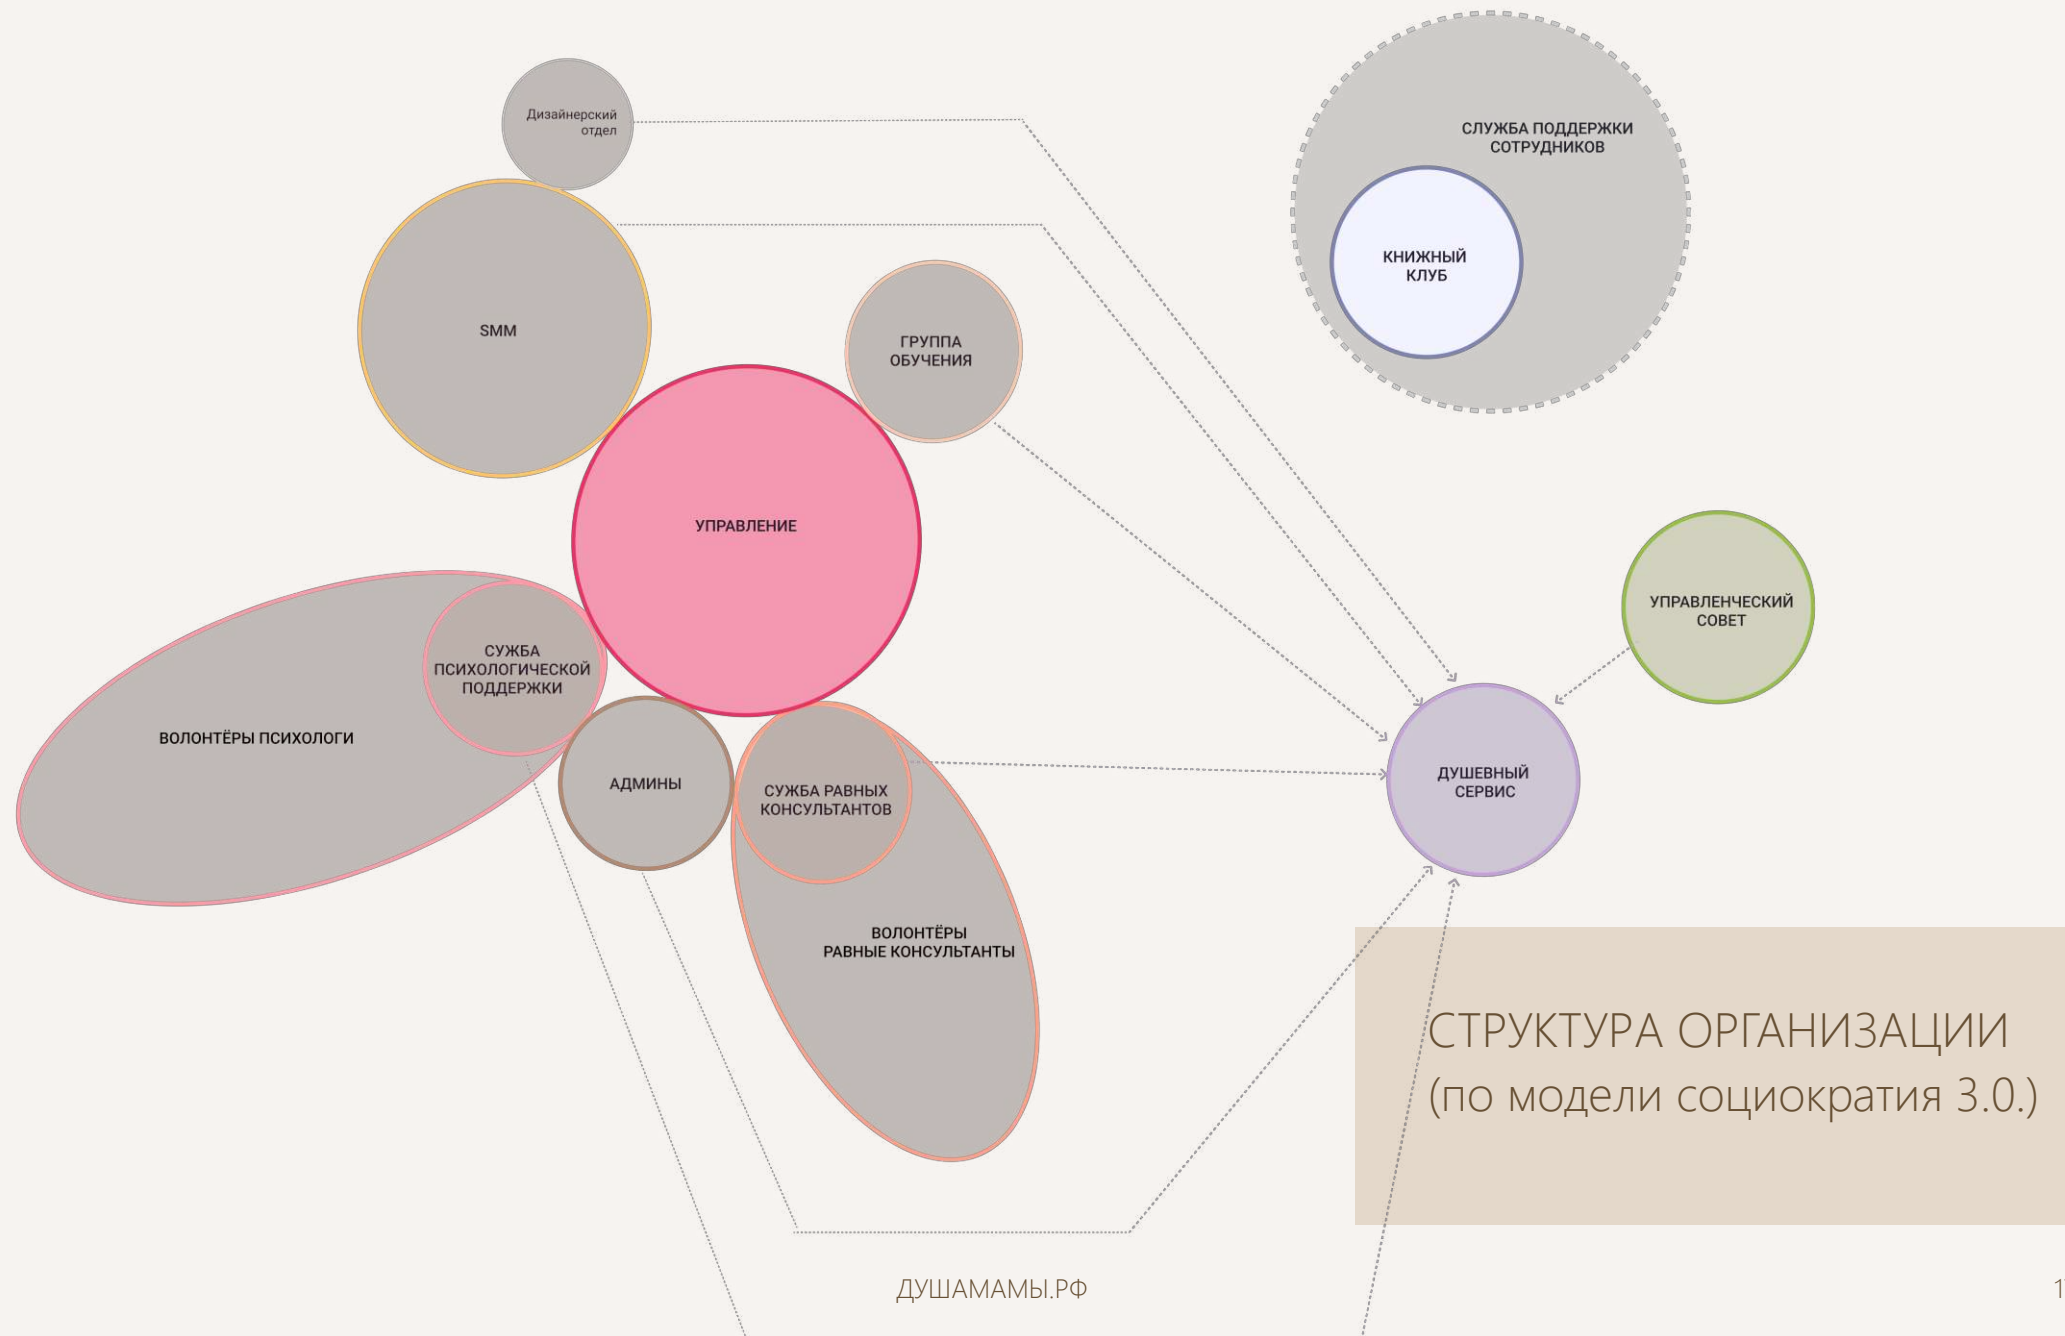 Дизайнерский
отдел
СЛУЖБА ПОДДЕРЖКИ
СОТРУДНИКОВ
КНИЖНЫЙ
КЛУБ
SMM
ГРУППА
ОБУЧЕНИЯ
УПРАВЛЕНИЕ
УПРАВЛЕНЧЕСКИЙ
СОВЕТ
СУЖБА
ПСИХОЛОГИЧЕСКОЙ
ПОДДЕРЖКИ
ВОЛОНТЁРЫ ПСИХОЛОГИ
АДМИНЫ
СУЖБА РАВНЫХ
КОНСУЛЬТАНТОВ
ДУШЕВНЫЙ
СЕРВИС
ВОЛОНТЁРЫ
РАВНЫЕ КОНСУЛЬТАНТЫ
СТРУКТУРА ОРГАНИЗАЦИИ
(по модели социократия 3.0.)
ДУШАМАМЫ.РФ